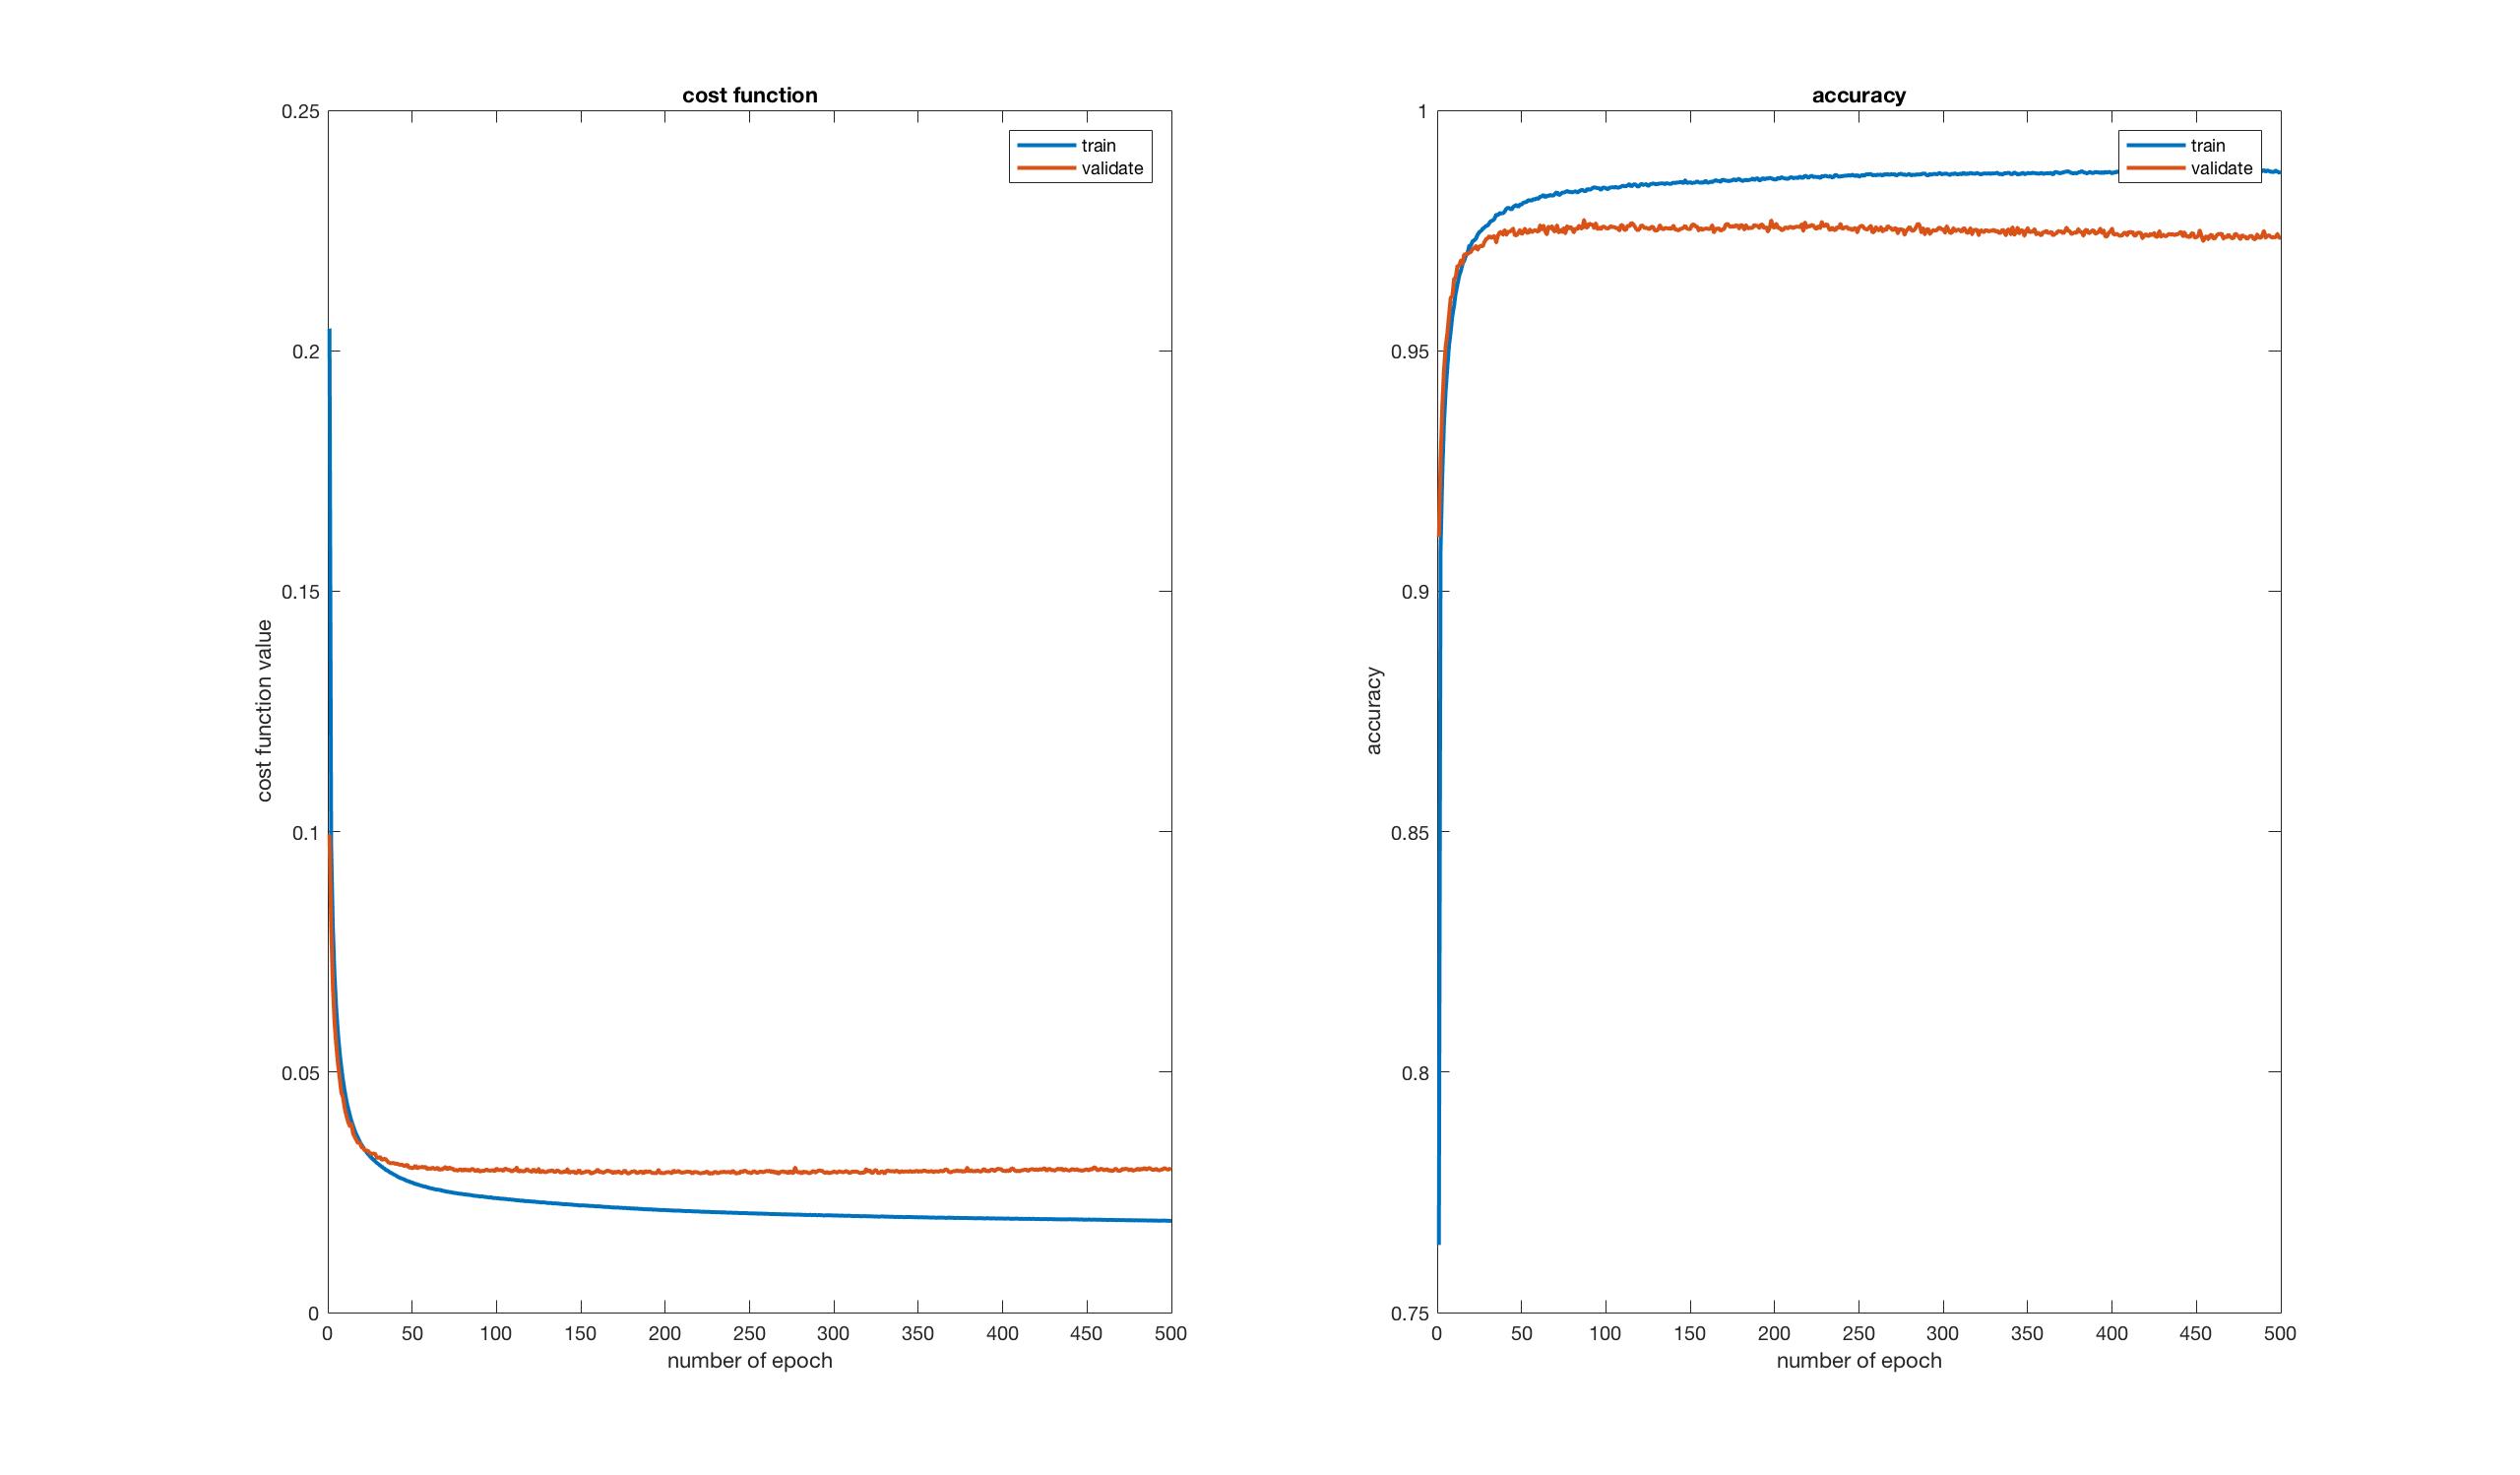 cost function
0.25
0.2
0.15
0.1
0.05
0
cost function value
train
validate
0 50 100 150 200 250 300 350 400 450 500
number of epoch
accuracy
1
0.95
0.9
0.85
0.8
0.75
accuracy
train
validate
0 50 100 150 200 250 300 350 400 450 500
number of epoch